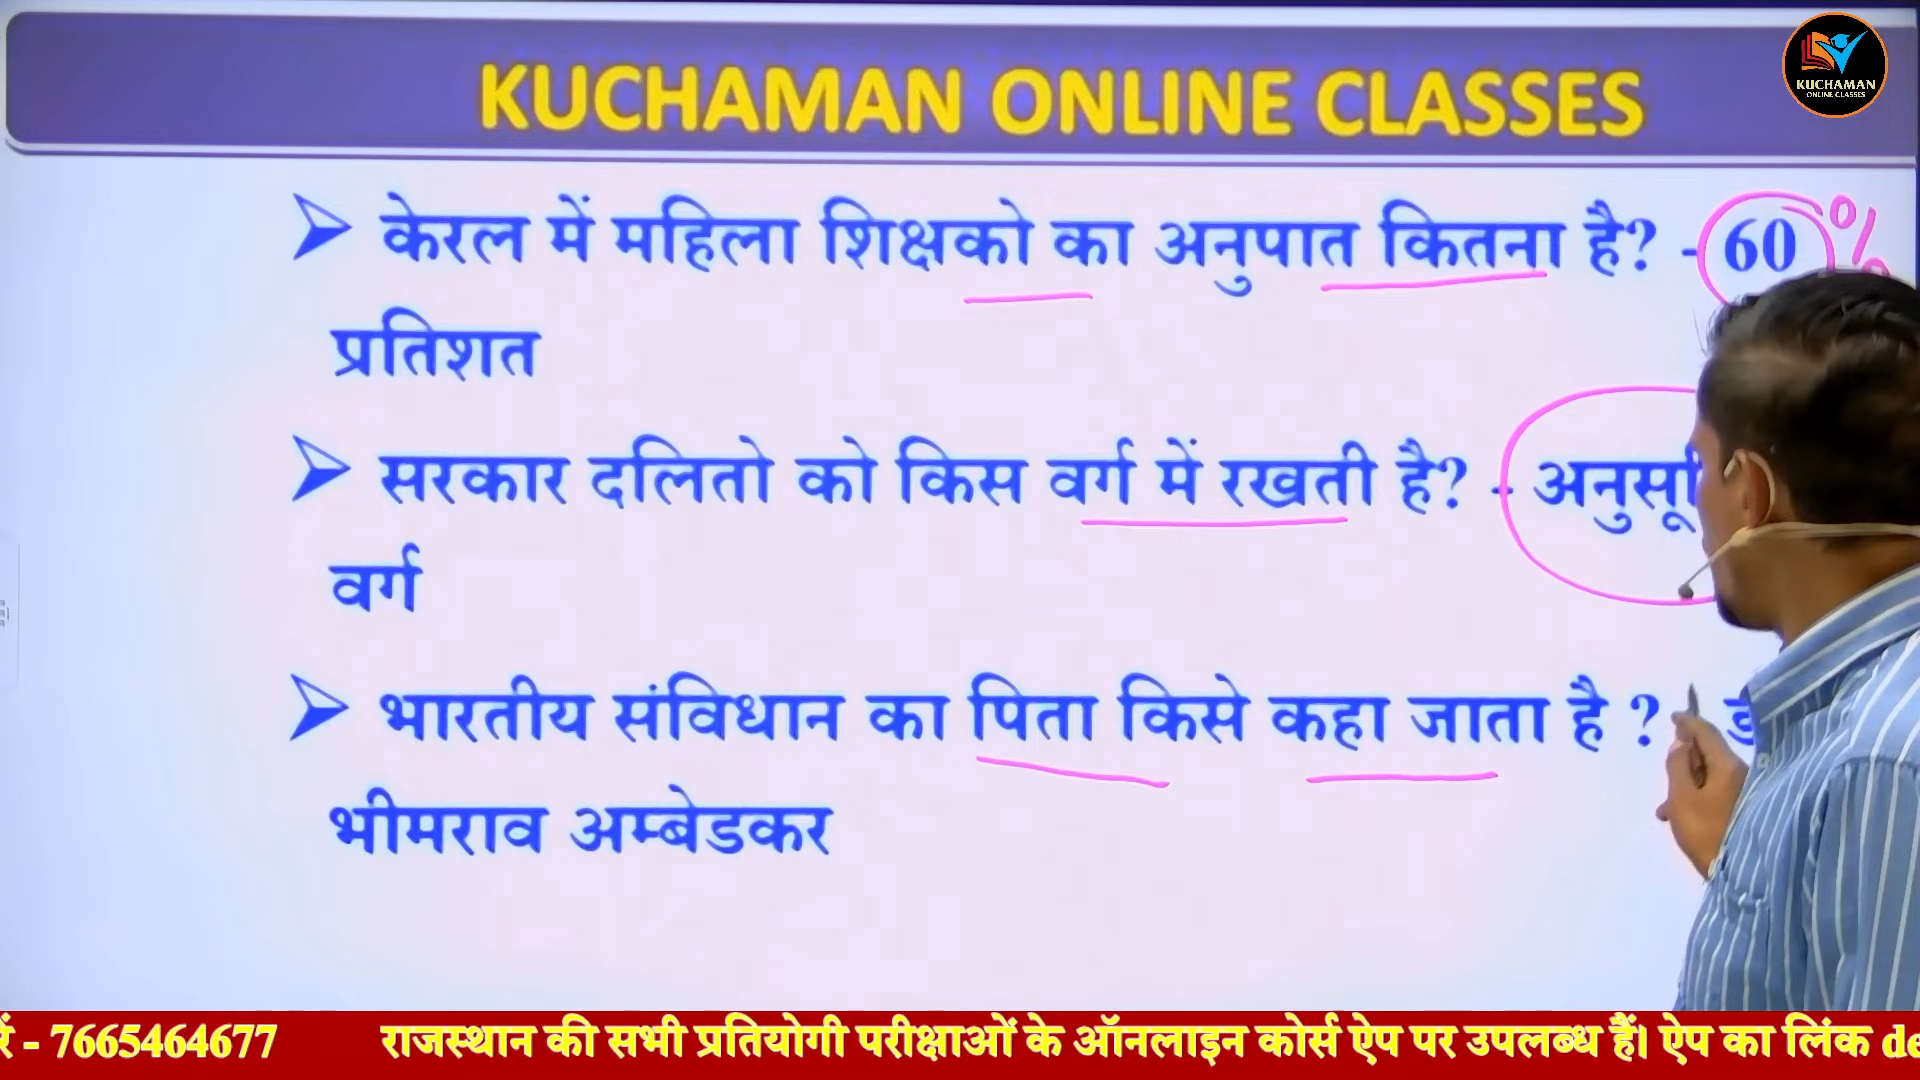 KUCHAMAN ONLINE CLASSES
KUCHAMAN
ONLINE CLASSES
केरल में महिला शिक्षको का अनुपात कितना है? - 60 %
प्रतिशत
सरकार दलितो को किस वर्ग में रखती है? -
वर्ग
भारतीय संविधान का पिता किसे कहा जाता है ?
भीमराव अम्बेडकर
- 7665464677 राजस्थान की सभी प्रतियोगी परीक्षाओं के ऑनलाइन कोर्स ऐप पर उपलब्ध हैं। ऐप का लिंक de